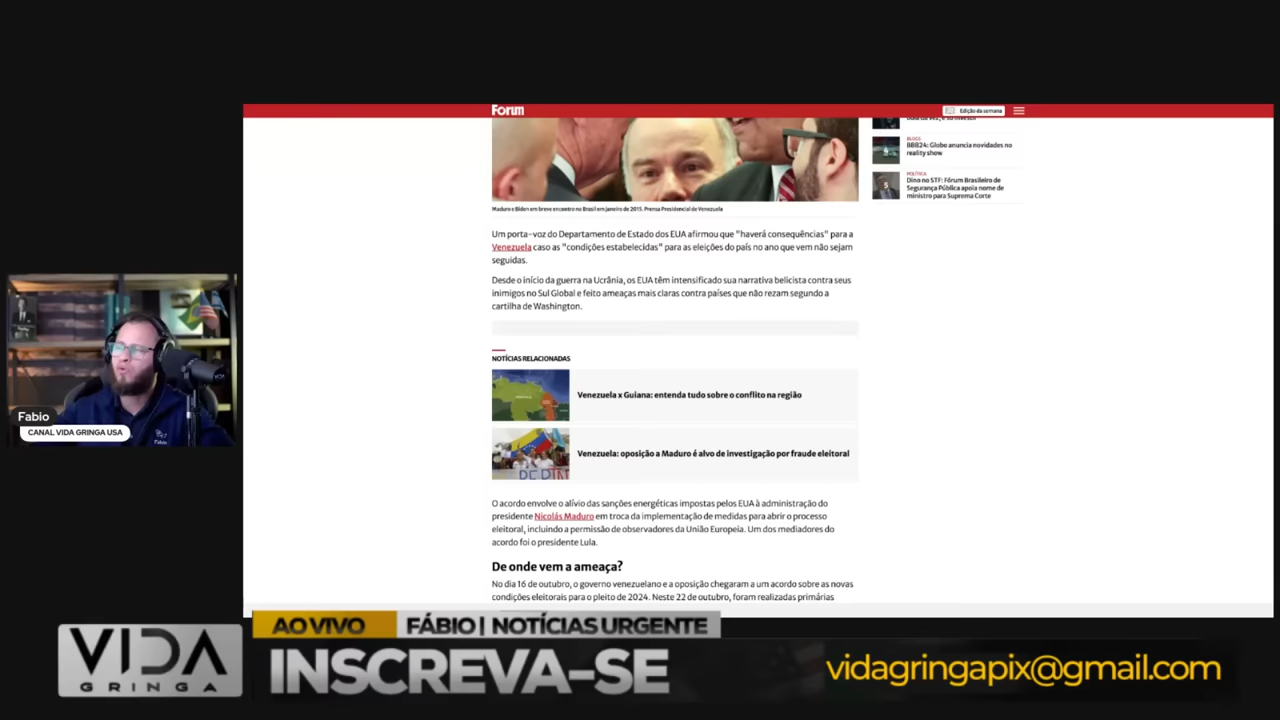 Forum
Edição da semana
BLOGS
BBB24: Globo anuncia novidades no
reality show
POLÍTICA
Dino no STF: Fórum Brasileiro de
Segurança Pública apoia nome de
ministro para Suprema Corte
Maduro e Biden em breve encontro no Brasil em janeiro de 2015. Prensa Presidencial de Venezuela
Um porta-voz do Departamento de Estado dos EUA afirmou que "haverá consequências" para a
Venezuela caso as "condições estabelecidas" para as eleições do país no ano que vem não sejam
seguidas.
Desde o início da guerra na Ucrânia, os EUA têm intensificado sua narrativa belicista contra seus
inimigos no Sul Global e feito ameaças mais claras contra países que não rezam segundo a
cartilha de Washington.
NOTÍCIAS RELACIONADAS
Venezuela x Guiana: entenda tudo sobre o conflito na região
Venezuela: oposição a Maduro é alvo de investigação por fraude eleitoral
O acordo envolve o alívio das sanções energéticas impostas pelos EUA à administração do
presidente Nicolás Maduro em troca da implementação de medidas para abrir o processo
eleitoral, incluindo a permissão de observadores da União Europeia. Um dos mediadores do
acordo foi o presidente Lula.
De onde vem a ameaça?
No dia 16 de outubro, o governo venezuelano e a oposição chegaram a um acordo sobre as novas
condições eleitorais para o pleito de 2024. Neste 22 de outubro, foram realizadas primárias
Fabio
CANAL VIDA GRINGA USA
AO VIVO
FÁBIO | NOTÍCIAS URGENTE
VIDA
GRINGA
INSCREVA-SE
vidagringapix@gmail.com